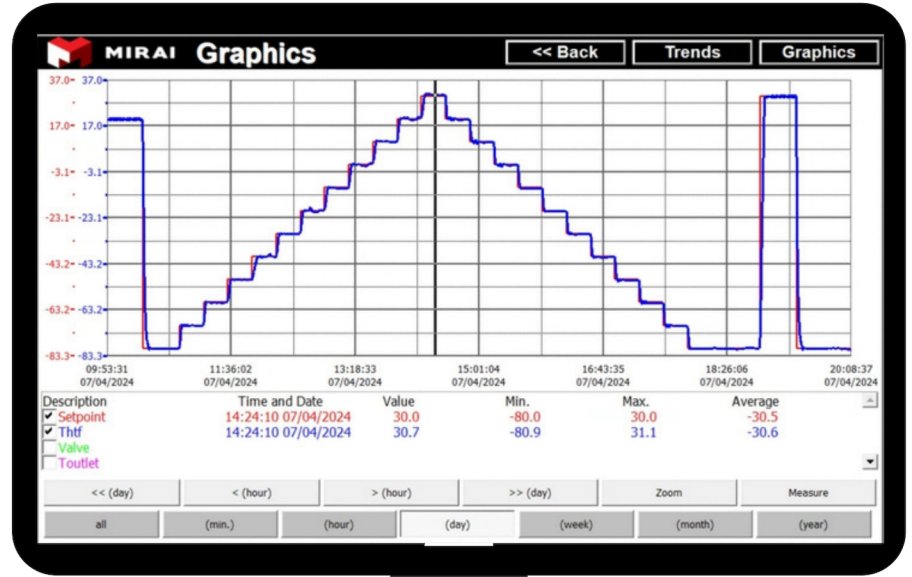 MIRAI Graphics << Back Trends Graphics
37.0 37.0
17.0 17.0
-3.1 -3.1
-23.1 -23.1
-43.2 -43.2
-63.2 -63.2
-83.3 -83.3
09:53:31 11:36:02 13:18:33 15:01:04 16:43:35 18:26:06 20:08:37
07/04/2024 07/04/2024 07/04/2024 07/04/2024 07/04/2024 07/04/2024 07/04/2024
Description Time and Date Value Min. Max. Average
Setpoint 14:24:10 07/04/2024 30.0 -80.0 30.0 -30.5
Thtf 14:24:10 07/04/2024 30.7 -80.9 31.1 -30.6
Valve
Toutlet
<< (day) < (hour) > (hour) >> (day) Zoom Measure
all (min.) (hour) (day) (week) (month) (year)